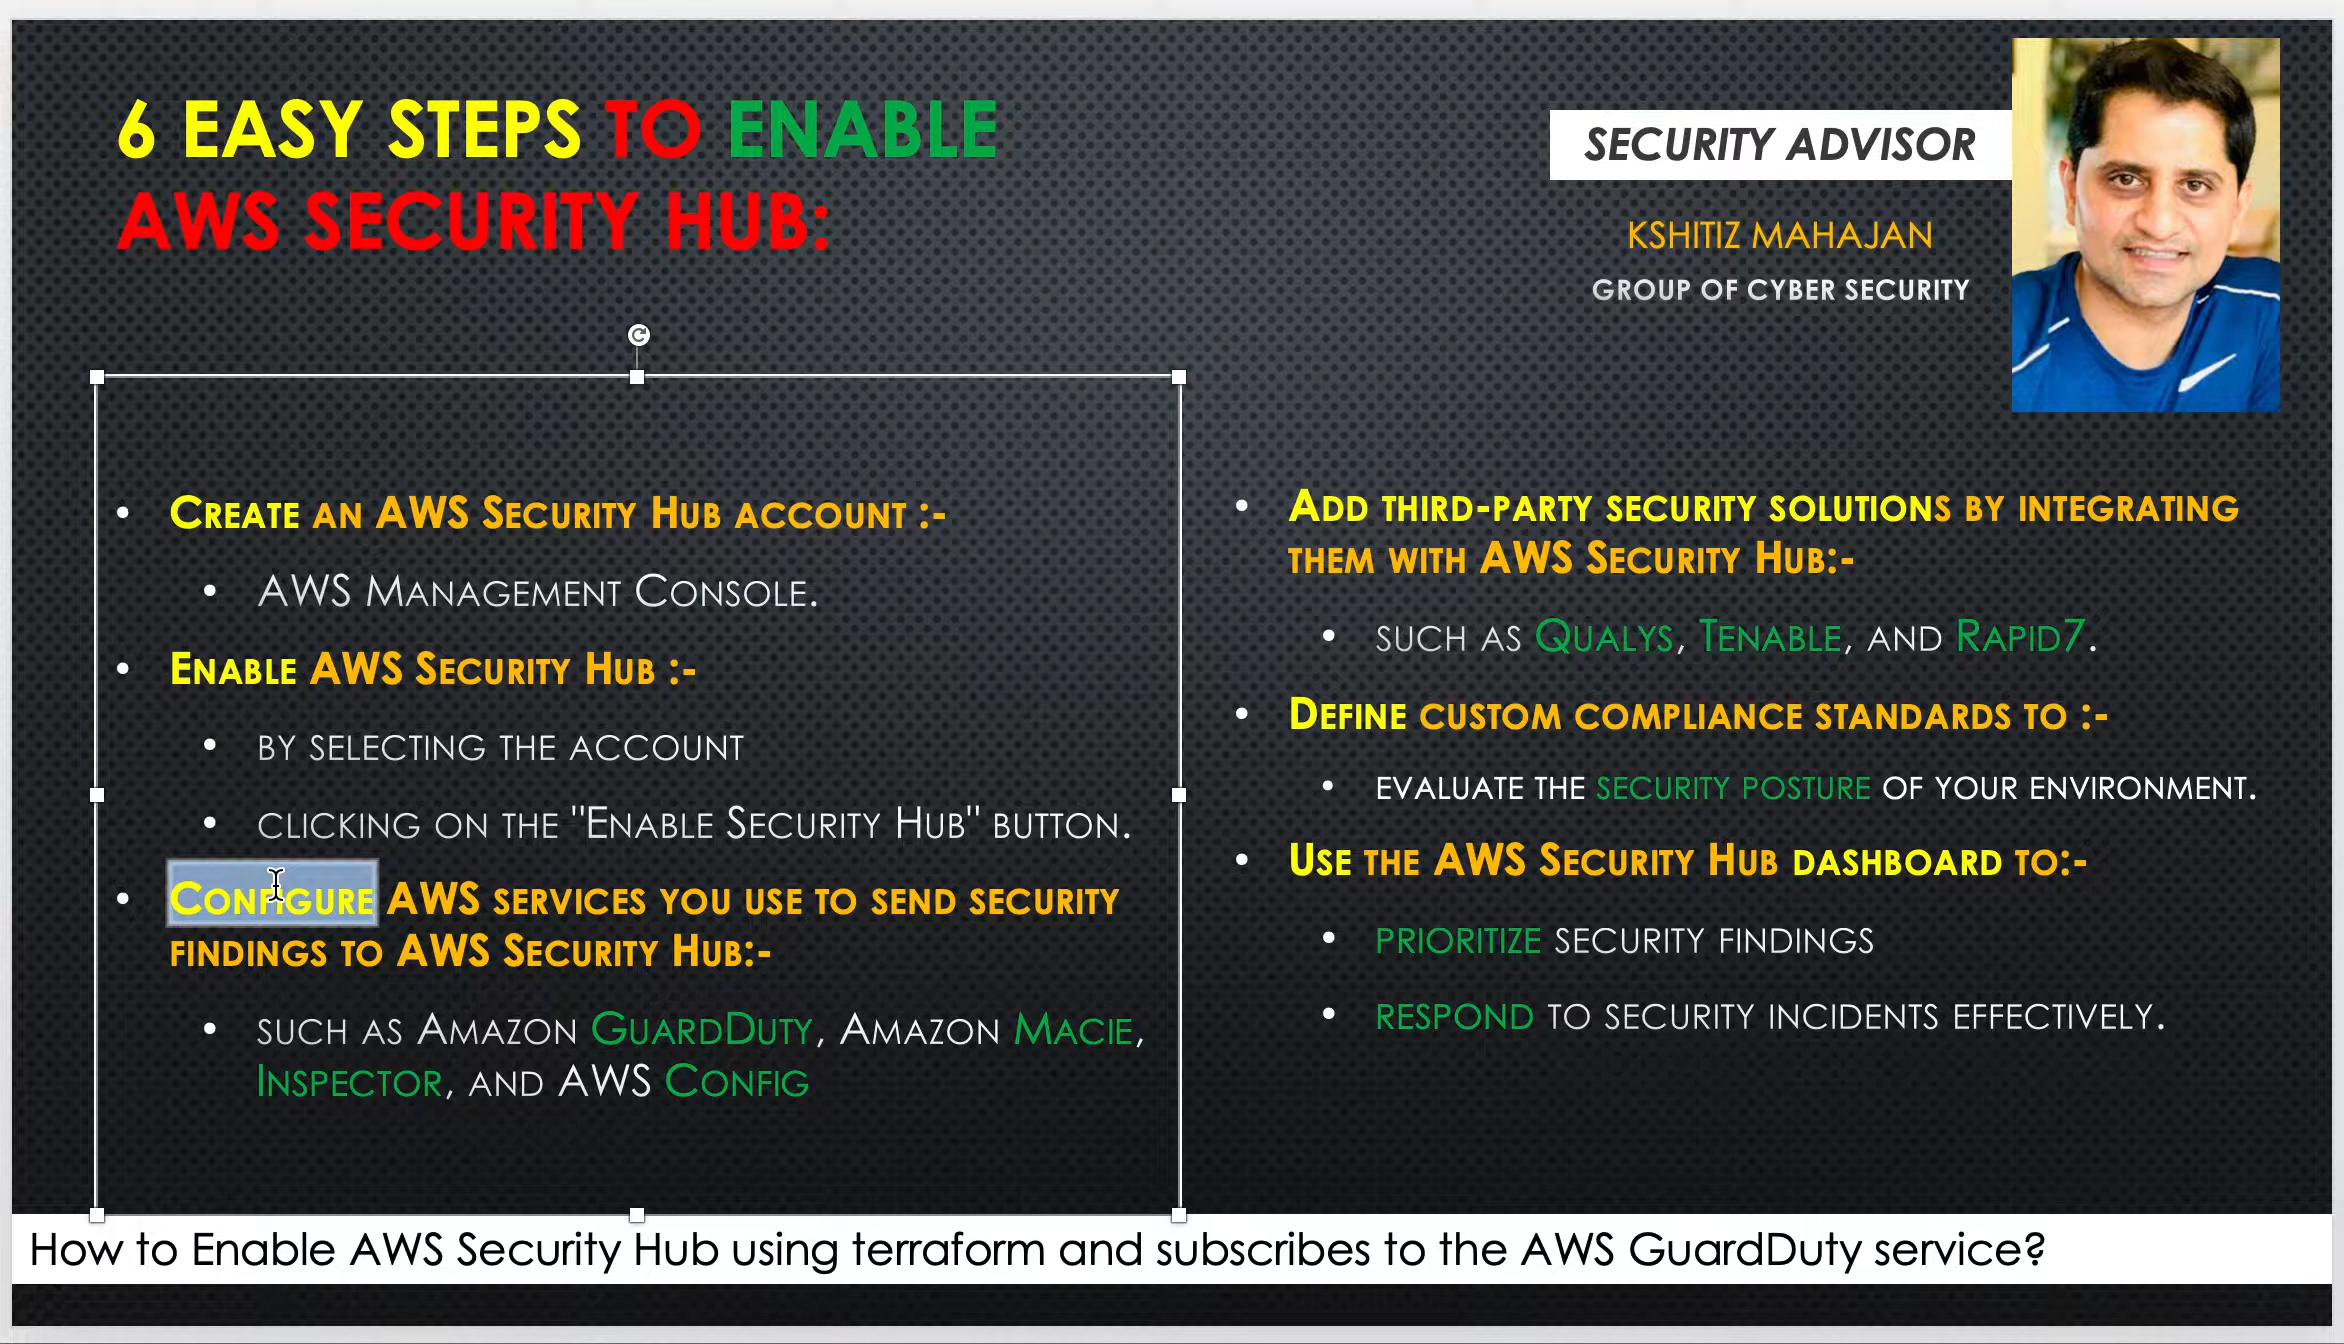 6 EASY STEPS TO ENABLE
AWS SECURITY HUB:
SECURITY ADVISOR
KSHITIZ MAHAJAN
GROUP OF CYBER SECURITY
• CREATE AN AWS SECURITY HUB ACCOUNT :-
• AWS MANAGEMENT CONSOLE.
• ENABLE AWS SECURITY HUB :-
• BY SELECTING THE ACCOUNT
• CLICKING ON THE "ENABLE SECURITY HUB" BUTTON.
• CONFIGURE AWS SERVICES YOU USE TO SEND SECURITY
FINDINGS TO AWS SECURITY HUB:-
• SUCH AS AMAZON GUARDDUTY, AMAZON MACIE,
INSPECTOR, AND AWS CONFIG
• ADD THIRD-PARTY SECURITY SOLUTIONS BY INTEGRATING
THEM WITH AWS SECURITY HUB:-
• SUCH AS QUALYS, TENABLE, AND RAPID7.
• DEFINE CUSTOM COMPLIANCE STANDARDS TO :-
• EVALUATE THE SECURITY POSTURE OF YOUR ENVIRONMENT.
• USE THE AWS SECURITY HUB DASHBOARD TO:-
• PRIORITIZE SECURITY FINDINGS
• RESPOND TO SECURITY INCIDENTS EFFECTIVELY.
How to Enable AWS Security Hub using terraform and subscribes to the AWS GuardDuty service?